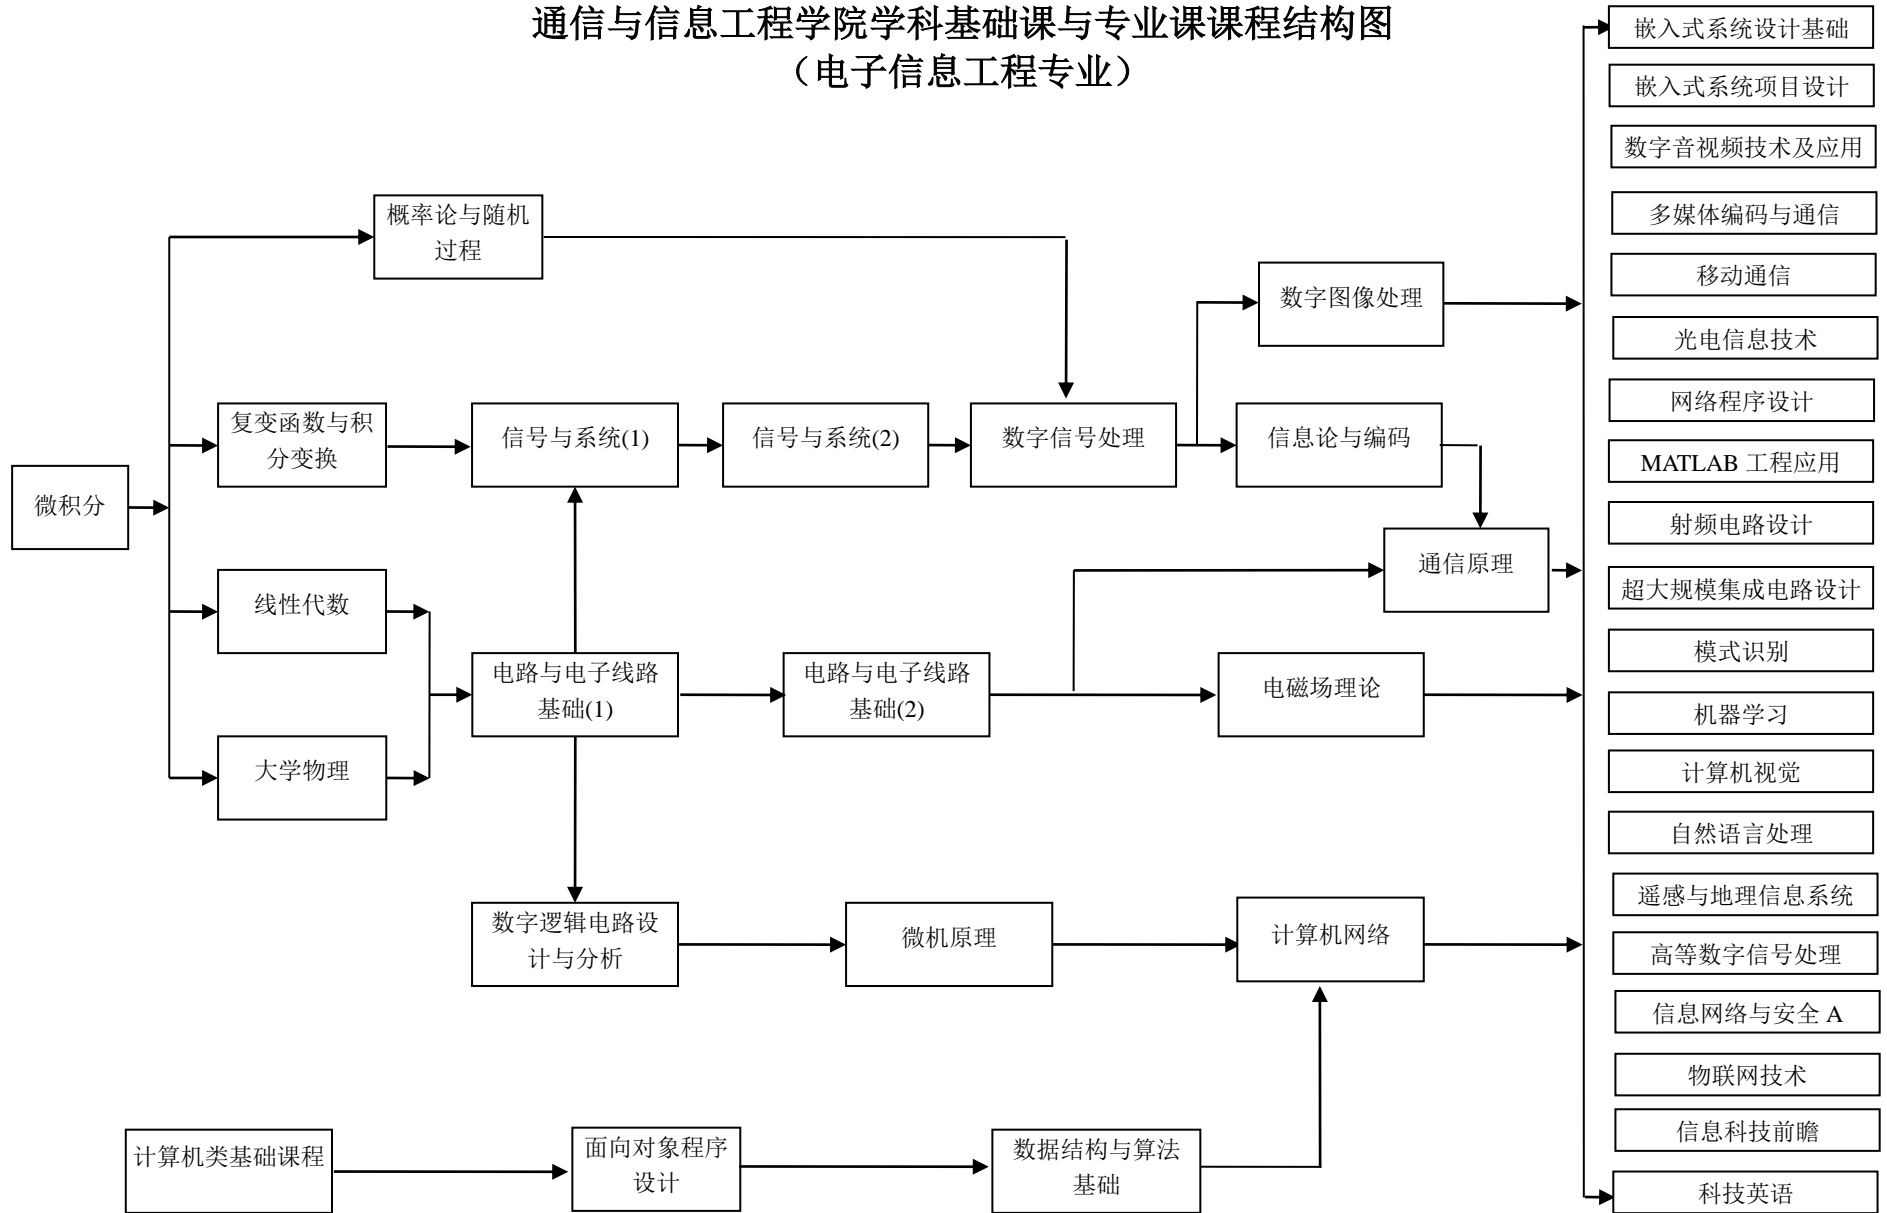 通信与信息工程学院学科基础课与专业课课程结构图
（电子信息工程专业）
微积分
概率论与随机
过程
复变函数与积
分变换
线性代数
大学物理
计算机类基础课程
信号与系统(1)
电路与电子线路
基础(1)
数字逻辑电路设
计与分析
面向对象程序
设计
信号与系统(2)
电路与电子线路
基础(2)
微机原理
数字信号处理
数据结构与算法
基础
数字图像处理
信息论与编码
通信原理
电磁场理论
计算机网络
嵌入式系统设计基础
嵌入式系统项目设计
数字音视频技术及应用
多媒体编码与通信
移动通信
光电信息技术
网络程序设计
MATLAB 工程应用
射频电路设计
超大规模集成电路设计
模式识别
机器学习
计算机视觉
自然语言处理
遥感与地理信息系统
高等数字信号处理
信息网络与安全 A
物联网技术
信息科技前瞻
科技英语